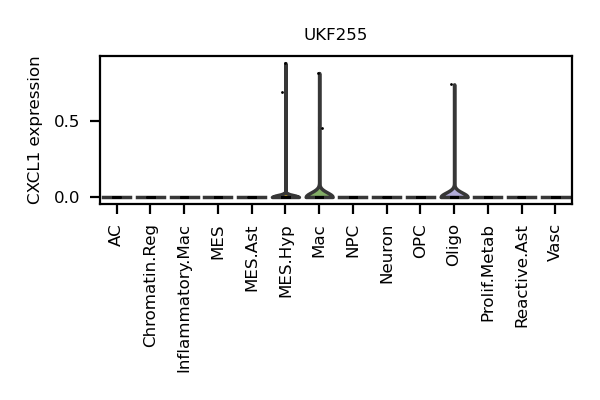 UKF255
CXCL1 expression
0.5
0.0
AC
Chromatin.Reg
Inflammatory.Mac
MES
MES.Ast
MES.Hyp
Mac
NPC
Neuron
OPC
Oligo
Prolif.Metab
Reactive.Ast
Vasc